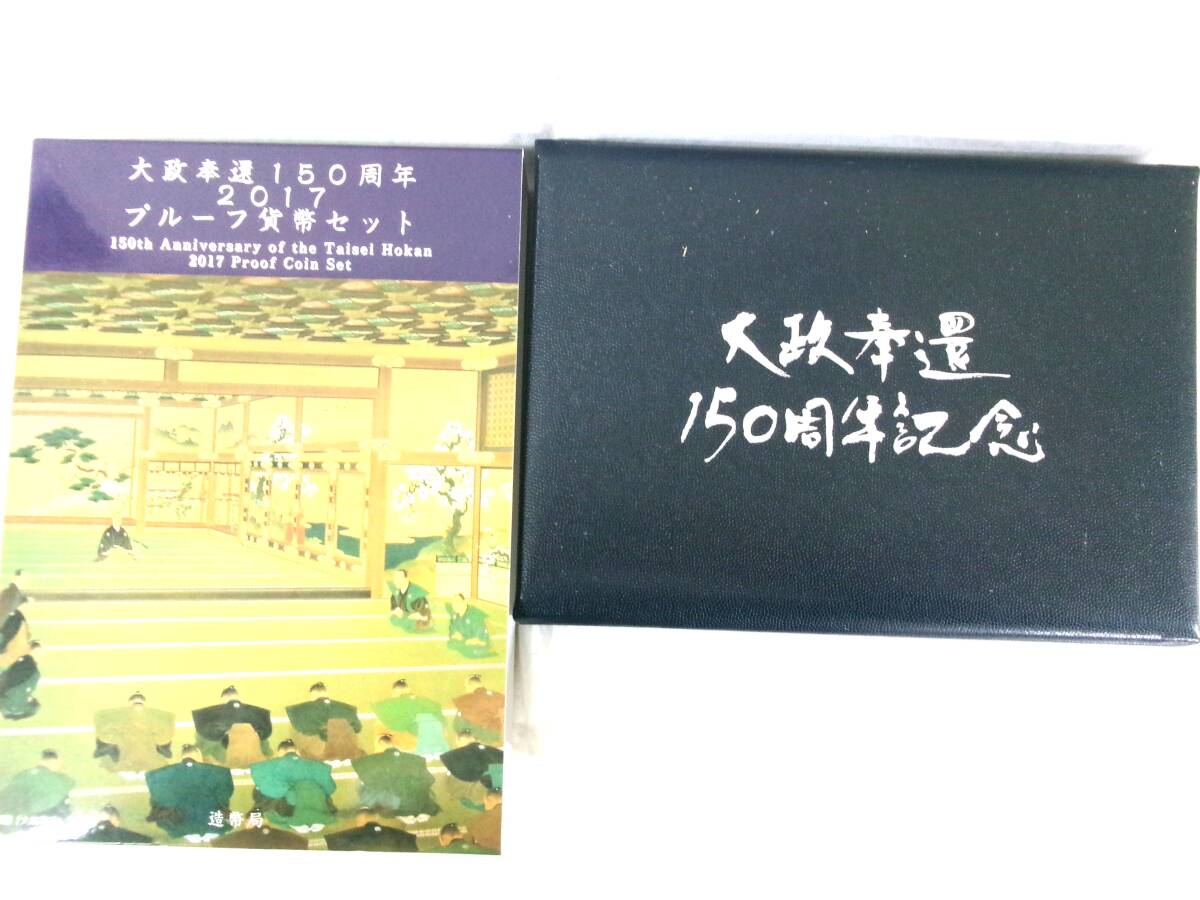 大政奉還150周年
2017
プルーフ貨幣セット
150th Anniversary of the Taisei Hokan
2017 Proof Coin Set
造幣局
大政奉還
150周年記念